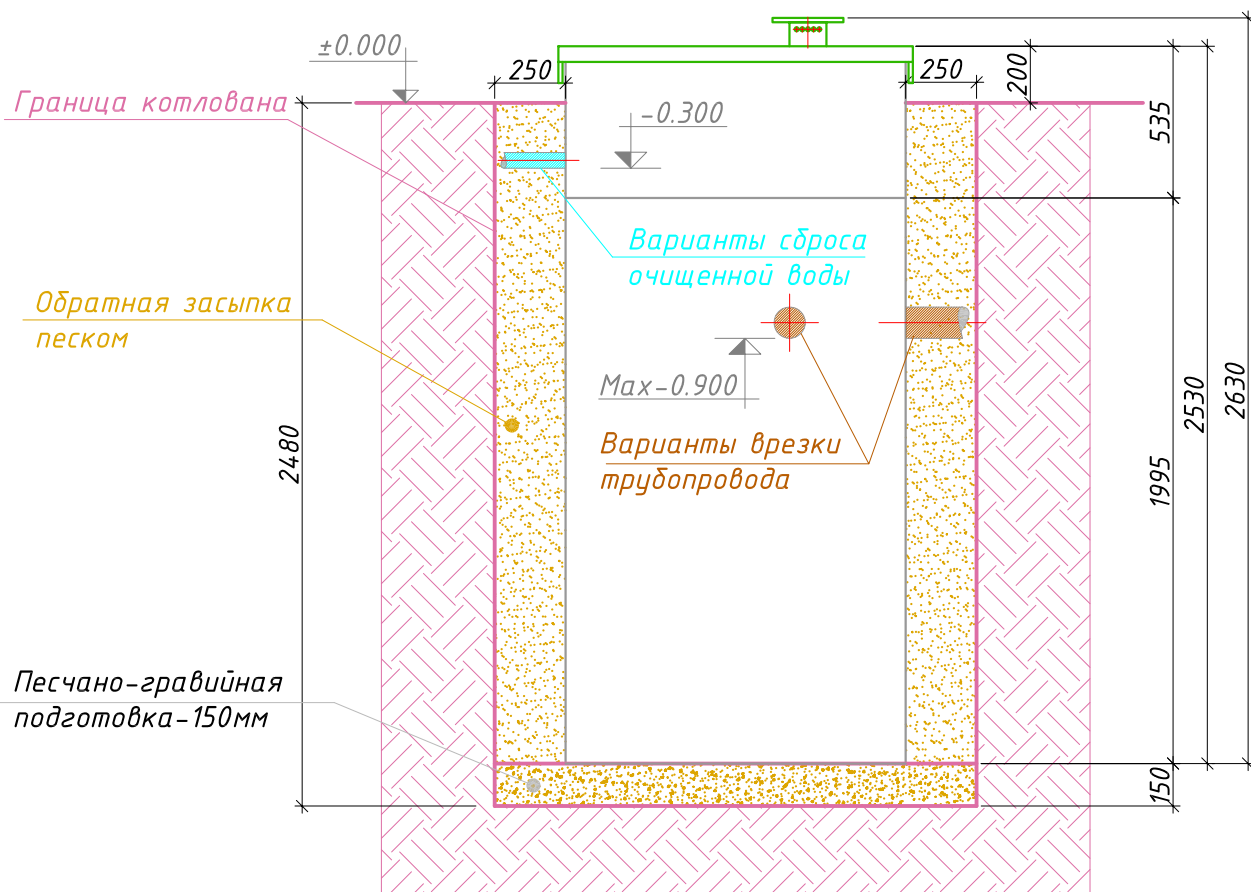 ±0.000
250
250
200
Граница котлована
-0.300
535
Варианты сброса
очищенной воды
Обратная засыпка
песком
Max-0.900
2530
2630
2480
Варианты врезки
трубопровода
1995
Песчано-гравийная
подготовка-150мм
150